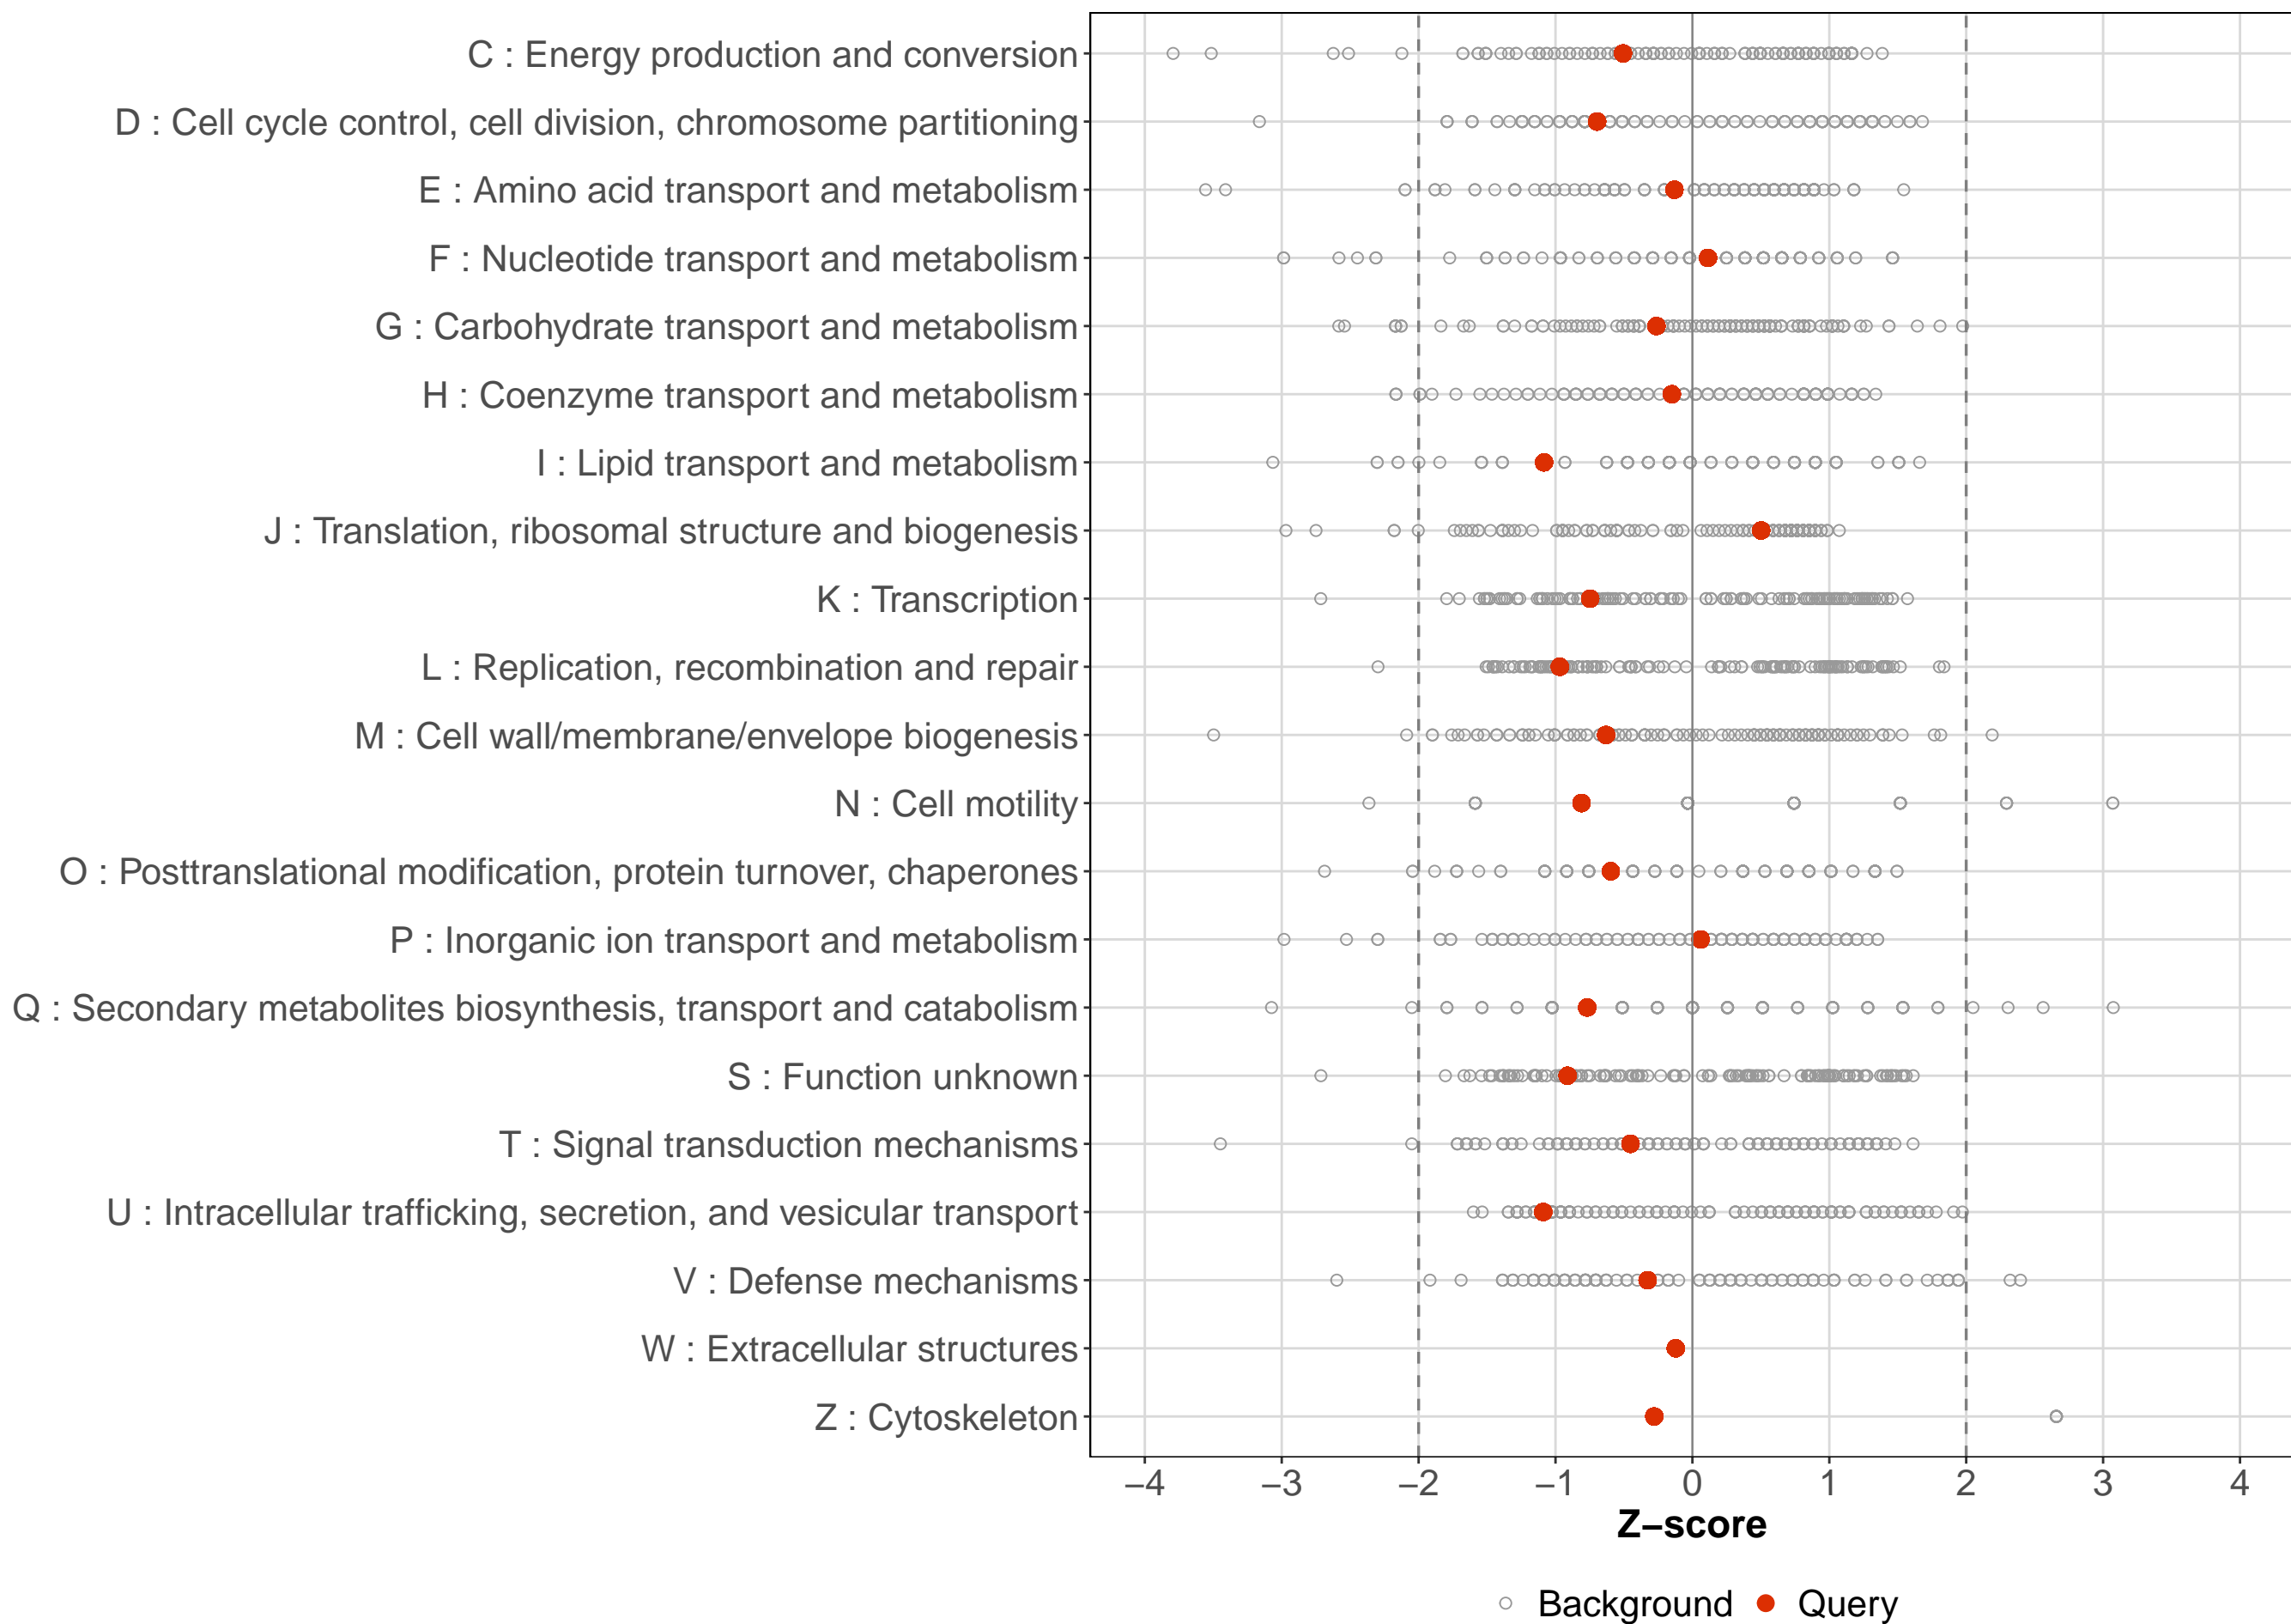 C : Energy production and conversion
D : Cell cycle control, cell division, chromosome partitioning
E : Amino acid transport and metabolism
F : Nucleotide transport and metabolism
G : Carbohydrate transport and metabolism
H : Coenzyme transport and metabolism
I : Lipid transport and metabolism
J : Translation, ribosomal structure and biogenesis
K : Transcription
L : Replication, recombination and repair
M : Cell wall/membrane/envelope biogenesis
N : Cell motility
O : Posttranslational modification, protein turnover, chaperones
P : Inorganic ion transport and metabolism
Q : Secondary metabolites biosynthesis, transport and catabolism
S : Function unknown
T : Signal transduction mechanisms
U : Intracellular trafficking, secretion, and vesicular transport
V : Defense mechanisms
W : Extracellular structures
Z : Cytoskeleton
−4 −3 −2 −1 0 1 2 3 4
Z−score
Background Query